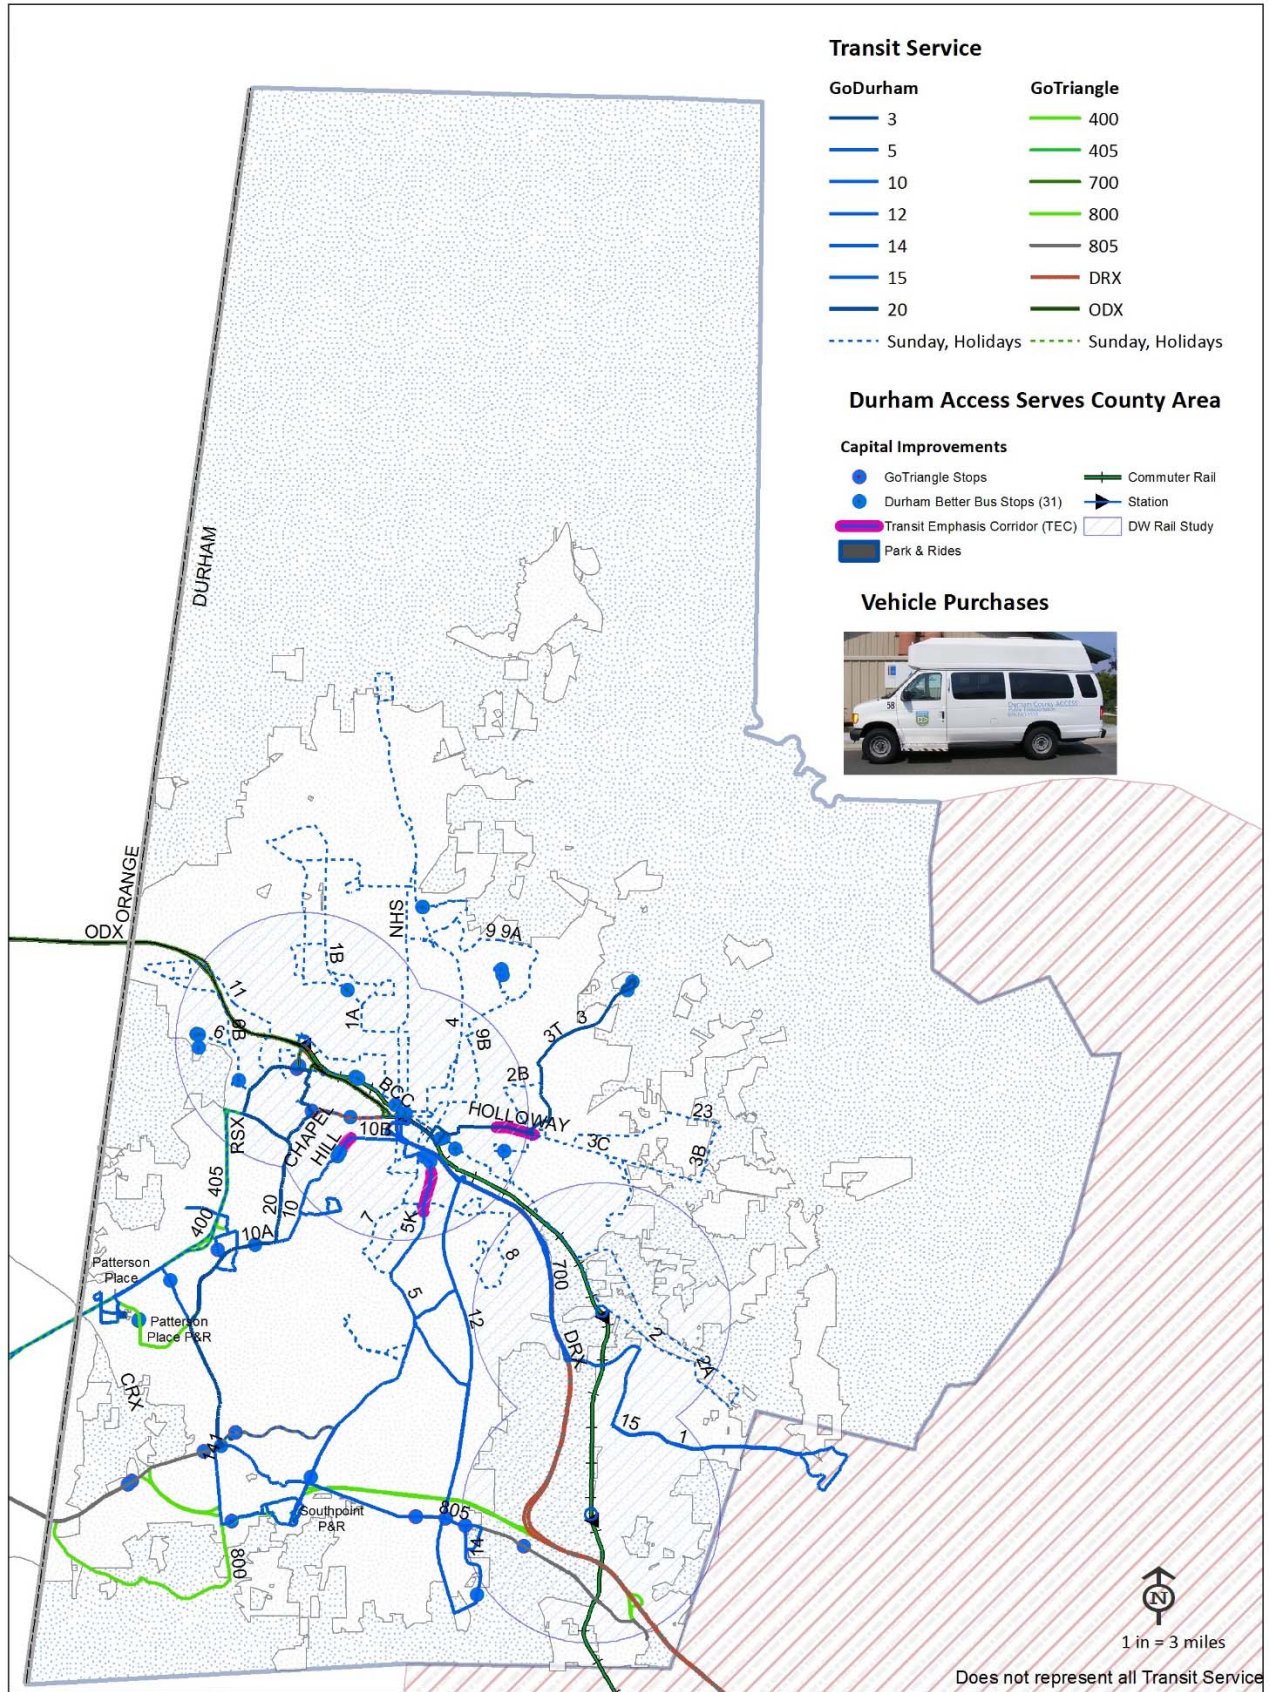 Transit Service
GoDurham GoTriangle
3 400
5 405
10 700
12 800
14 805
15 DRX
20 ODX
Sunday, Holidays Sunday, Holidays
Durham Access Serves County Area
Capital Improvements
GoTriangle Stops Commuter Rail
Durham Better Bus Stops (31) Station
Transit Emphasis Corridor (TEC) DW Rail Study
Park & Rides
Vehicle Purchases
58
Durham County ACCESS
DURHAM
ORANGE
ODX
NHS
9 9A
1B
11
1A
4
9B
3T
3
6
2B
BCC
HOLLOWAY
23
3C
3B
10B
CHAPEL
HILL
RSX
405
20
10
400
10A
7
5K
8
700
Patterson
Place
5
12
Patterson
Place P&R
2
DRX
2A
CRX
15
1
Southpoint
P&R
805
14
800
N
1 in = 3 miles
Does not represent all Transit Service